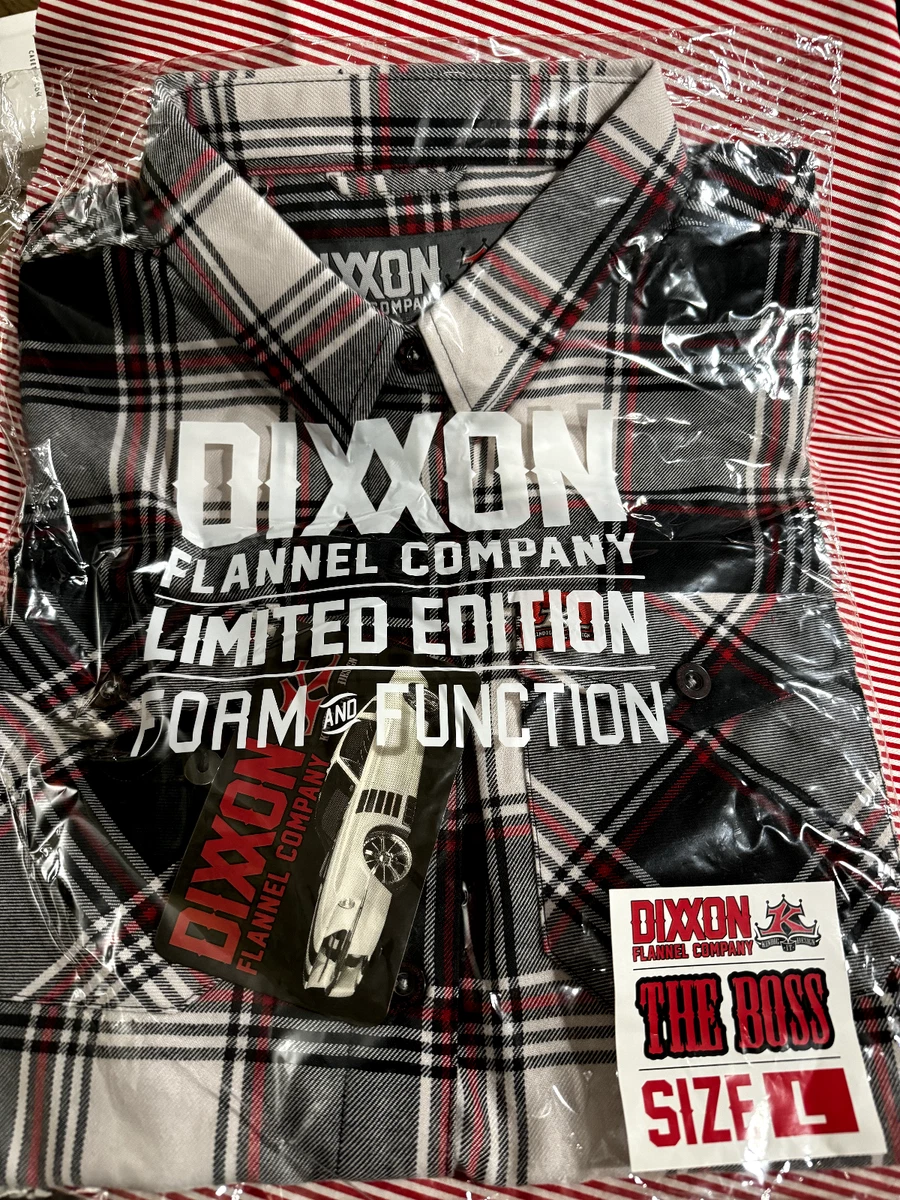 DIXXON
COMPANY
DIXXON
FLANNEL COMPANY
LIMITED EDITION
FORM AND FUNCTION
DIXXON
FLANNEL COMPANY
DIXXON
FLANNEL COMPANY
K
THE BOSS
SIZE L